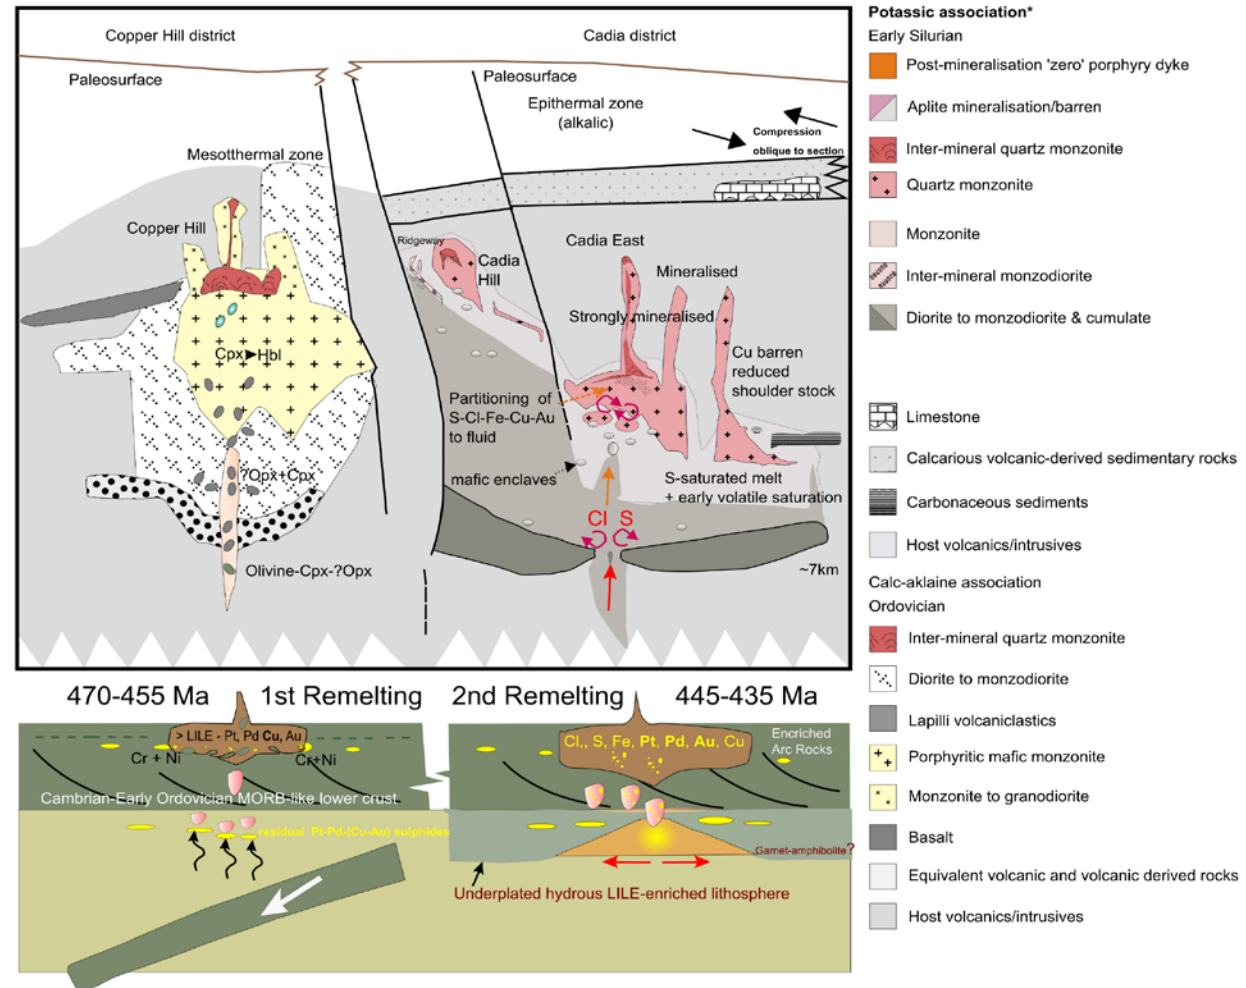 Copper Hill district
Cadia district
Paleosurface
Paleosurface
Epithermal zone
(alkalic)
Compression
oblique to section
Mesotthermal zone
Copper Hill
Ridgeway
Cadia
Hill
Cadia East
Mineralised
Strongly mineralised
Cu barren
reduced
shoulder stock
Cpx►Hbl
Partitioning of
S-Cl-Fe-Cu-Au
to fluid
mafic enclaves
?Opx+Cpx
S-saturated melt
+ early volatile saturation
Cl S
Olivine-Cpx-?Opx
~7km
470-455 Ma
1st Remelting
2nd Remelting
445-435 Ma
> LILE - Pt, Pd Cu, Au
Cr + Ni
Cr+Ni
Cambrian-Early Ordovician MORB-like lower crust
residual Pt-Pd-(Cu-Au) sulphides
Cl,, S, Fe, Pt, Pd, Au, Cu
Encriched
Arc Rocks
Garnet-amphibolite?
Underplated hydrous LILE-enriched lithosphere
Potassic association*
Early Silurian
Post-mineralisation 'zero' porphyry dyke
Aplite mineralisation/barren
Inter-mineral quartz monzonite
Quartz monzonite
Monzonite
Inter-mineral monzodiorite
Diorite to monzodiorite & cumulate
Limestone
Calcarious volcanic-derived sedimentary rocks
Carbonaceous sediments
Host volcanics/intrusives
Calc-aklaine association
Ordovician
Inter-mineral quartz monzonite
Diorite to monzodiorite
Lapilli volcaniclastics
Porphyritic mafic monzonite
Monzonite to granodiorite
Basalt
Equivalent volcanic and volcanic derived rocks
Host volcanics/intrusives